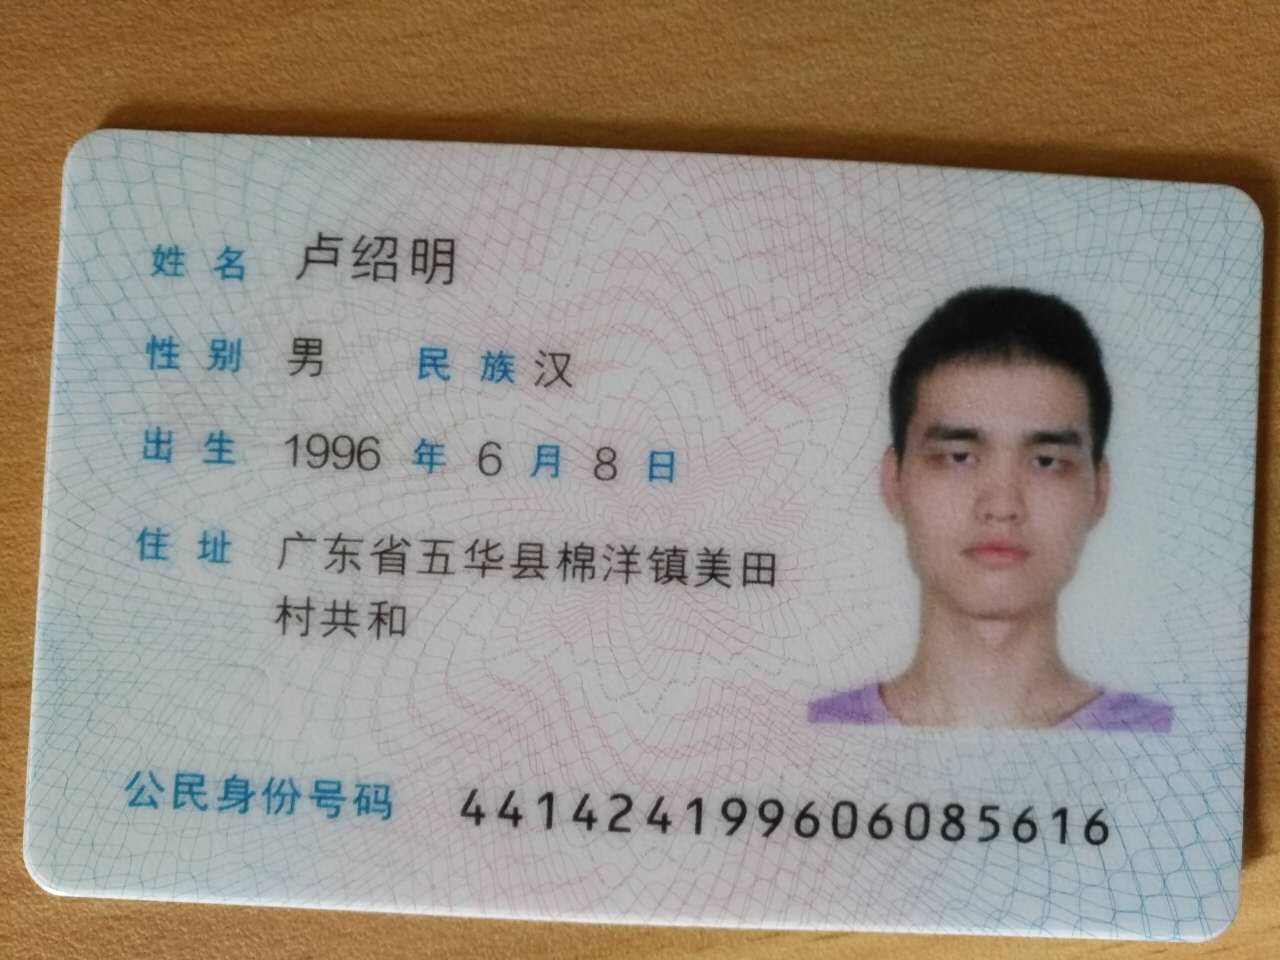 姓名 卢绍明
性别 男 民族 汉
出生 1996 年 6 月 8 日
住址 广东省五华县棉洋镇美田
村共和
公民身份号码 441424199606085616